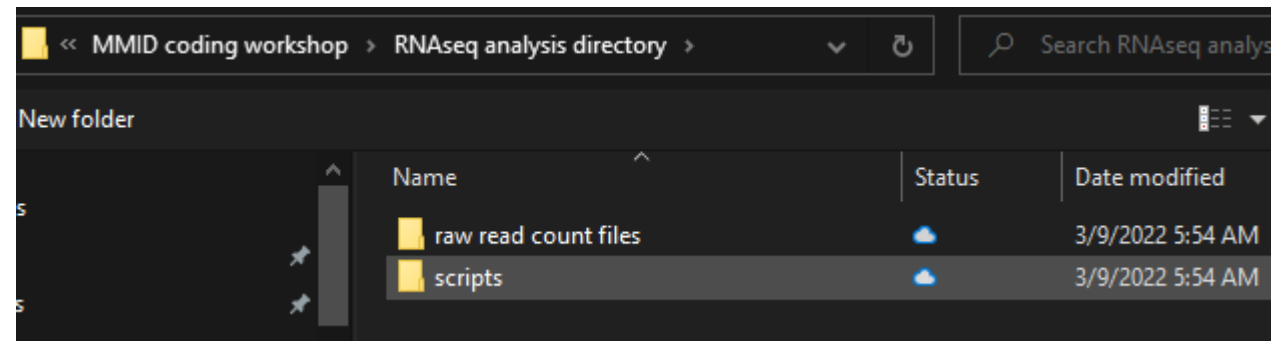 « MMID coding workshop › RNAseq analysis directory › Search RNAseq analys
New folder
Name Status Date modified
s
raw read count files 3/9/2022 5:54 AM
scripts 3/9/2022 5:54 AM
s